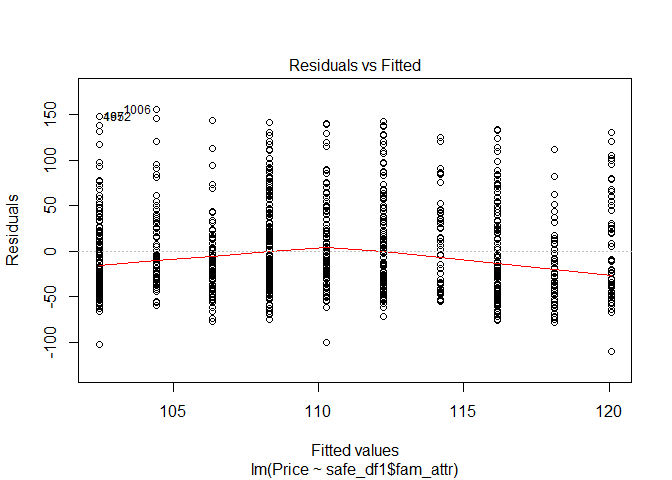 Residuals vs Fitted
Residuals
150
100
50
0
-50
-100
1006
105
110
115
120
Fitted values
lm(Price ~ safe_df1$fam_attr)